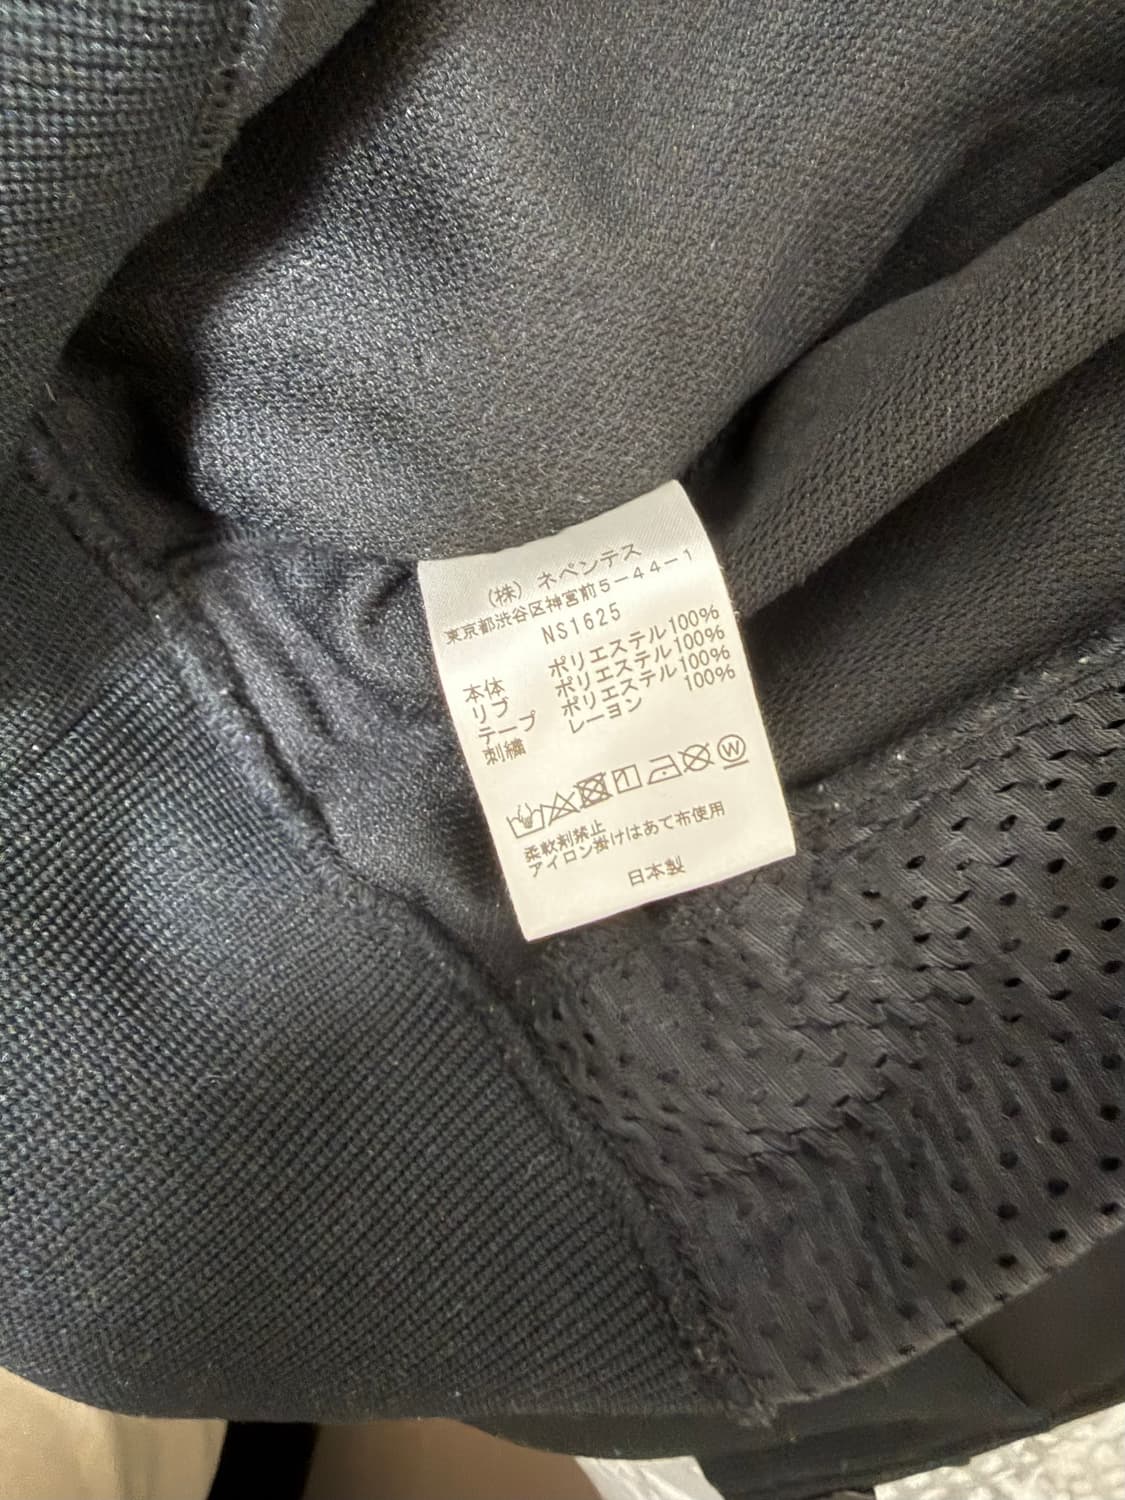 (株) ネペンテス
東京都渋谷区神宮前5-44-1
NS1625
本体 ポリエステル100%
リブ ポリエステル100%
テープ ポリエステル100%
刺繍 レーヨン 100%
W
柔軟剤禁止
アイロン掛けはあて布使用
日本製